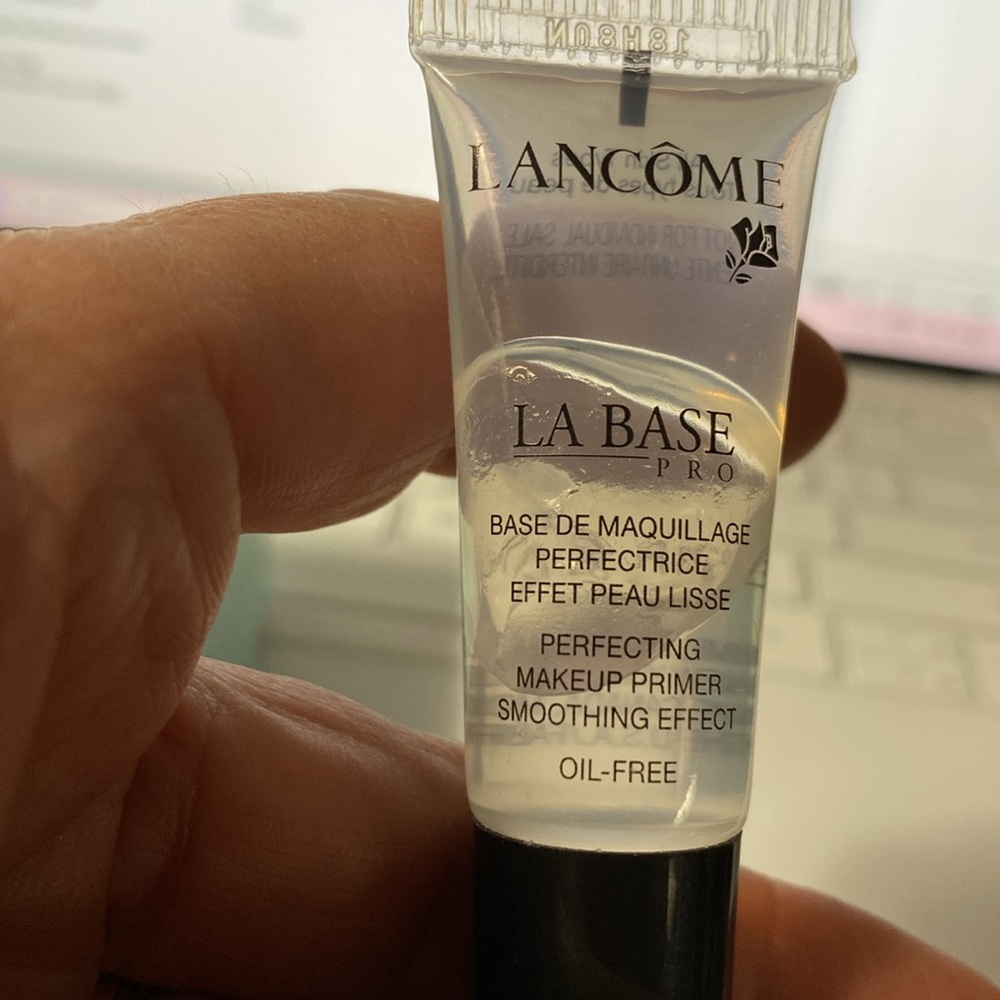 LANCÔME
LA BASE
PRO
BASE DE MAQUILLAGE
PERFECTRICE
EFFET PEAU LISSE
PERFECTING
MAKEUP PRIMER
SMOOTHING EFFECT
OIL-FREE